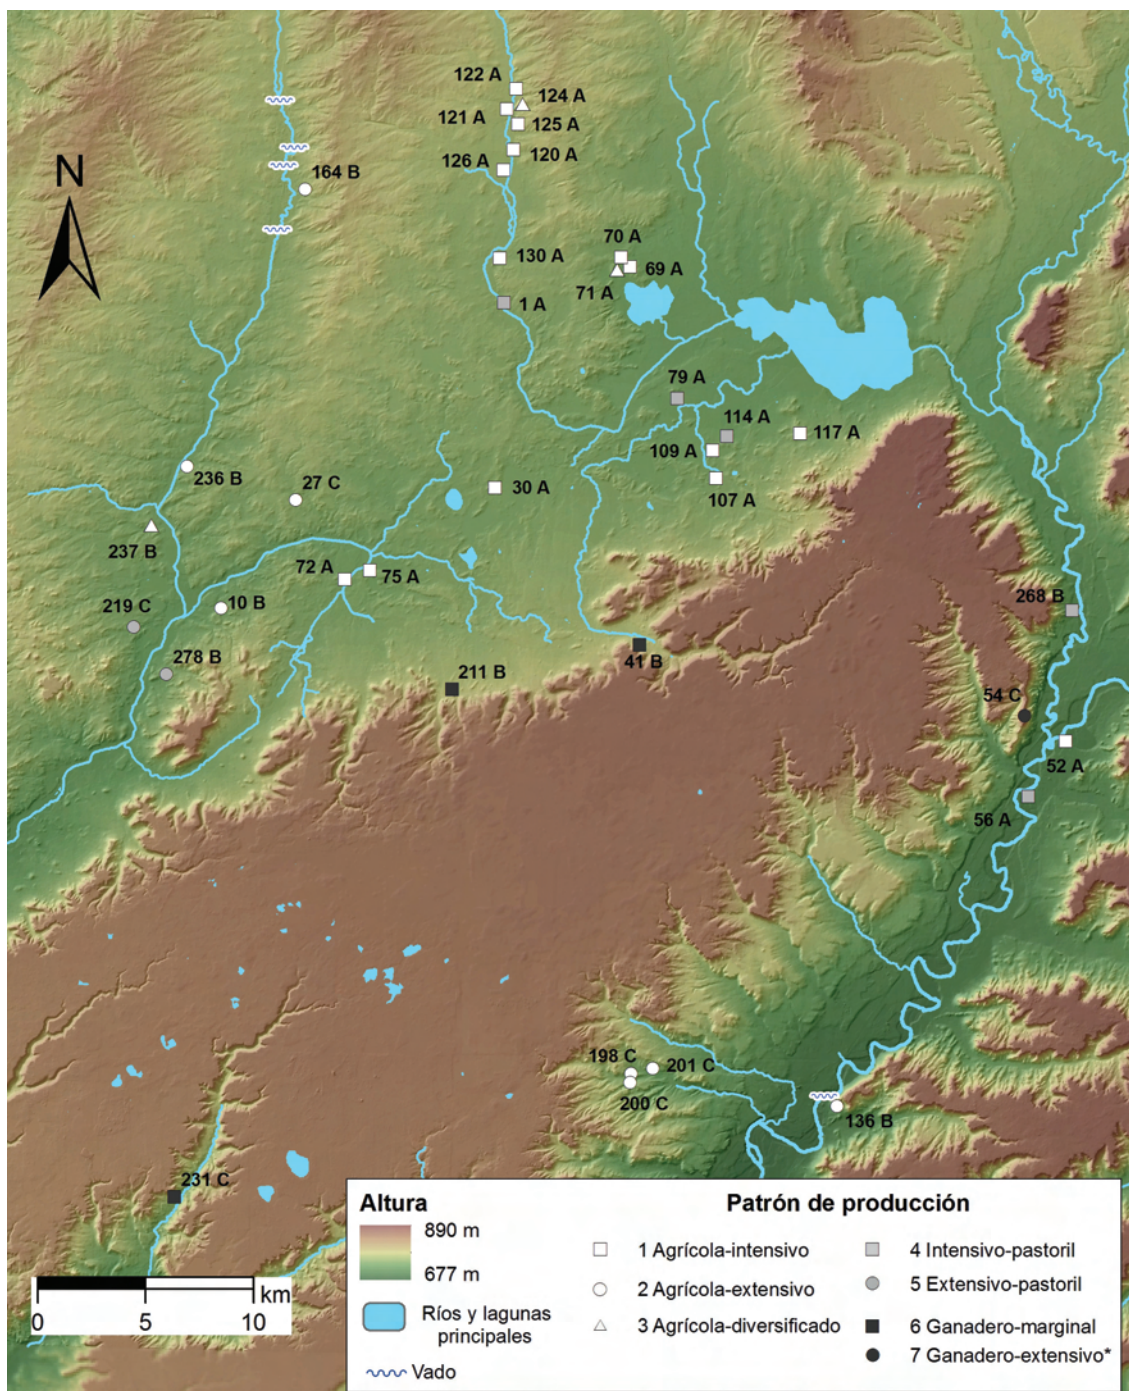 122 A
124 A
121 A
125 A
120 A
126 A
N
164 B
70 A
130 A
69 A
71 A
1 A
79 A
114 A
117 A
109 A
236 B
27 C
30 A
107 A
237 B
72 A
75 A
10 B
268 B
219 C
41 B
278 B
211 B
54 C
52 A
56 A
198 C
201 C
200 C
136 B
231 C
Altura
890 m
677 m
Ríos y lagunas
principales
Vado
Patrón de producción
1 Agrícola-intensivo
2 Agrícola-extensivo
3 Agrícola-diversificado
4 Intensivo-pastoril
5 Extensivo-pastoril
6 Ganadero-marginal
7 Ganadero-extensivo*
km
0 5 10